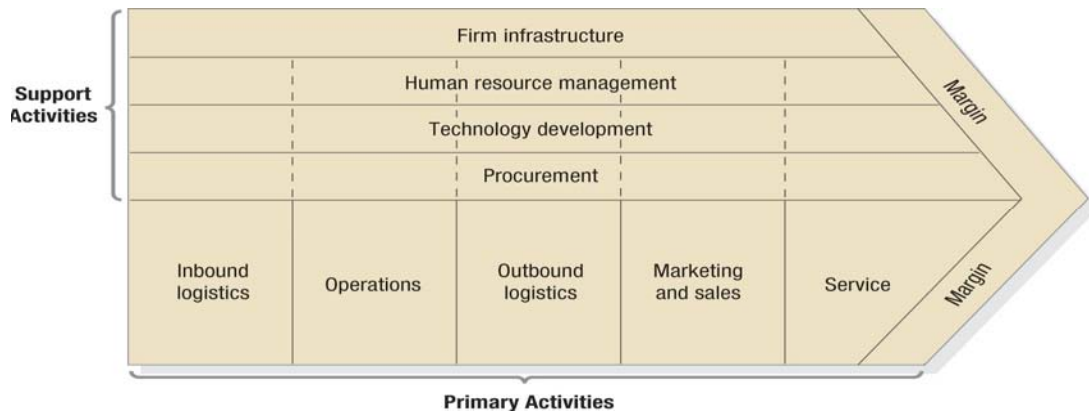 Firm infrastructure
Human resource management
Technology development
Procurement
Support
Activities
Margin
Inbound
logistics
Operations
Outbound
logistics
Marketing
and sales
Service
Margin
Primary Activities